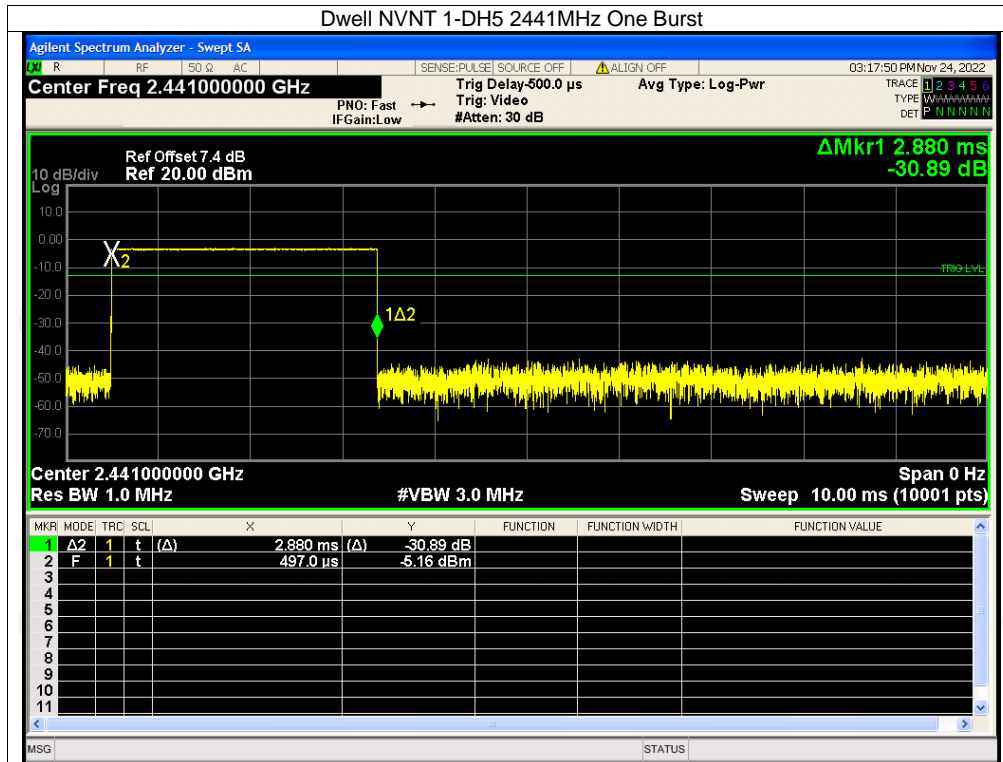 Dwell NVNT 1-DH5 2441MHz One Burst
Agilent Spectrum Analyzer - Swept SA
LXI R RF 50 Ω AC SENSE:PULSE SOURCE OFF ALIGN OFF 03:17:50 PM Nov 24, 2022
Center Freq 2.441000000 GHz Trig Delay-500.0 µs Avg Type: Log-Pwr TRACE 1 2 3 4 5 6
PNO: Fast Trig: Video TYPE WWWWWW
IFGain:Low #Atten: 30 dB DET P N N N N N
ΔMkr1 2.880 ms
-30.89 dB
Ref Offset 7.4 dB
10 dB/div Ref 20.00 dBm
Log
10.0
0.00
2
-10.0
TRIG LVL
-20.0
-30.0
1Δ2
-40.0
-50.0
-60.0
-70.0
Center 2.441000000 GHz Span 0 Hz
Res BW 1.0 MHz #VBW 3.0 MHz Sweep 10.00 ms (10001 pts)
MKR MODE TRC SCL X Y FUNCTION FUNCTION WIDTH FUNCTION VALUE
1 Δ2 1 t (Δ) 2.880 ms (Δ) -30.89 dB
2 F 1 t 497.0 µs -5.16 dBm
3
4
5
6
7
8
9
10
11
MSG STATUS